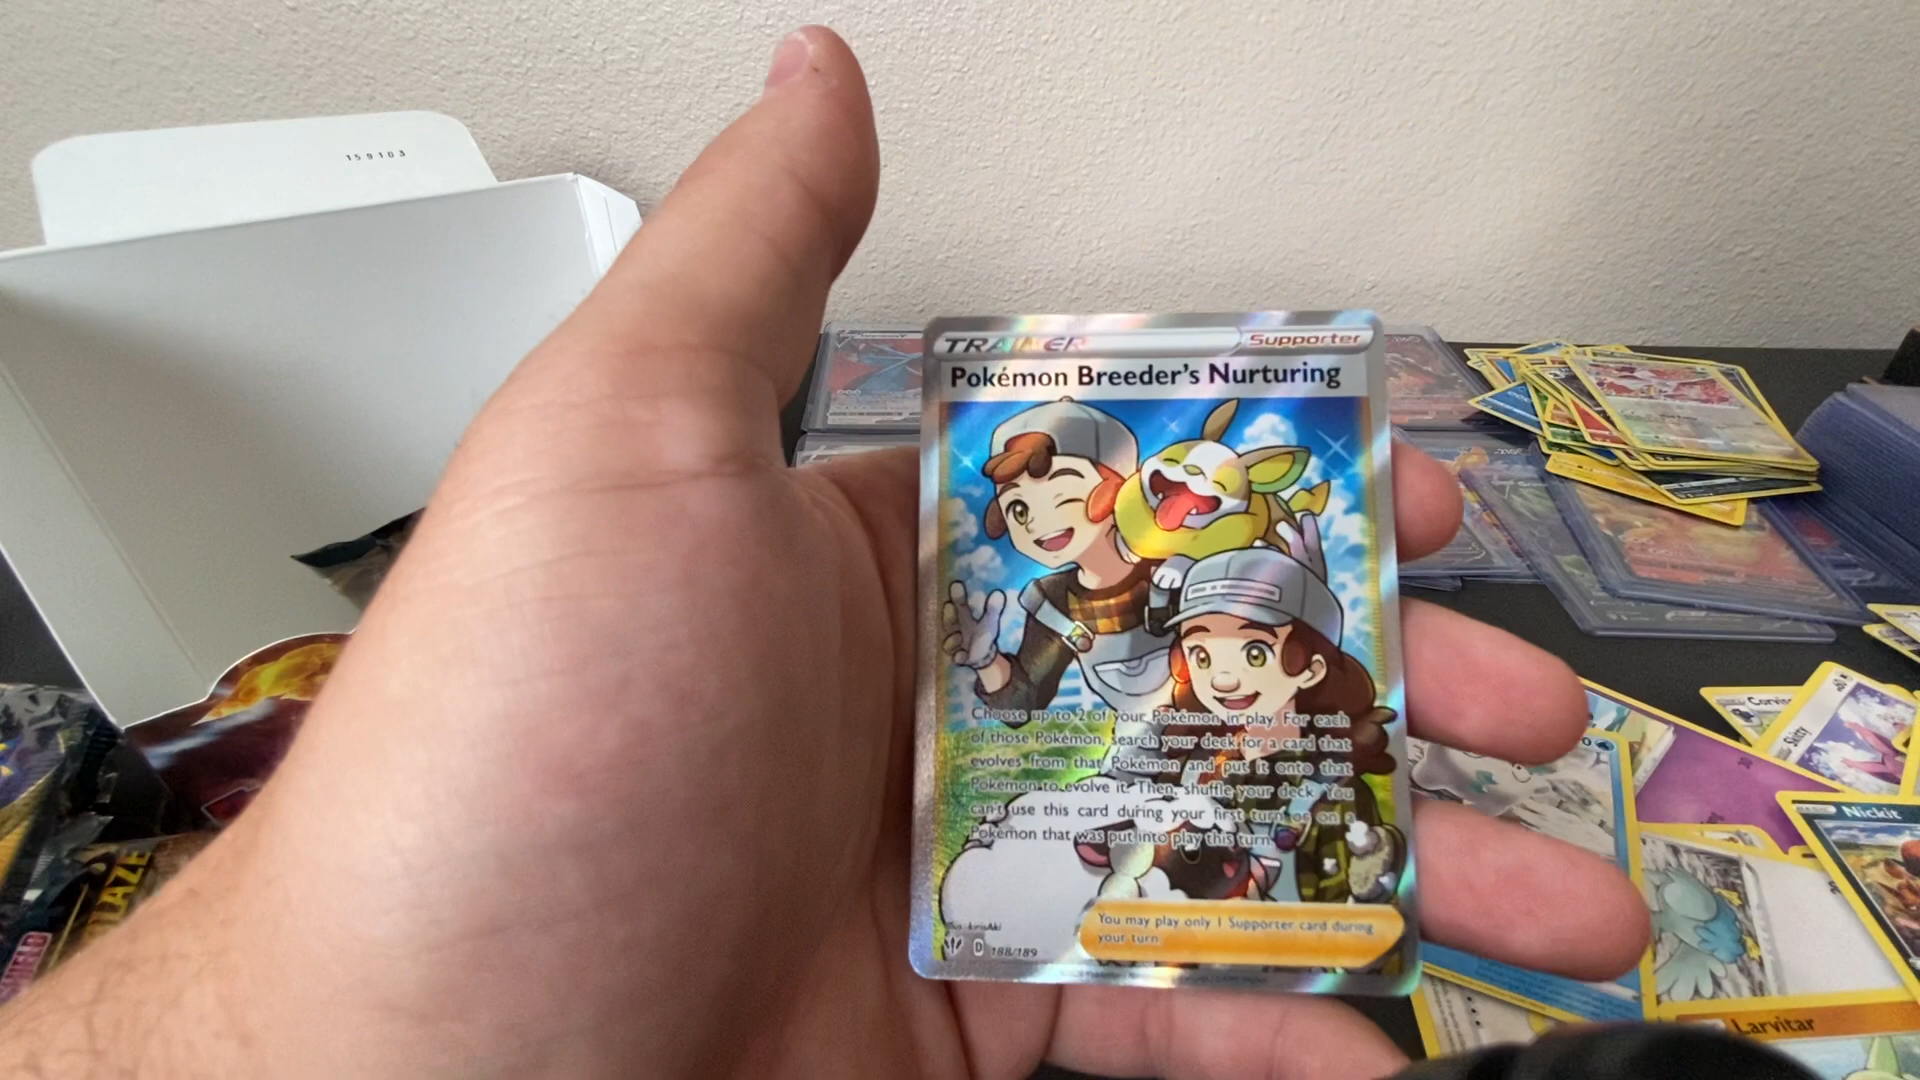 159103
TRAINER
Supporter
Pokémon Breeder's Nurturing
Choose up to 2 of your Pokémon in play. For each
of those Pokémon, search your deck for a card that
evolves from that Pokémon and put it onto that
Pokémon to evolve it. Then, shuffle your deck. You
can't use this card during your first turn or on a
Pokémon that was put into play this turn.
You may play only 1 Supporter card during
your turn.
D 188/189
Skitty
Nickit
Larvitar
LAZE